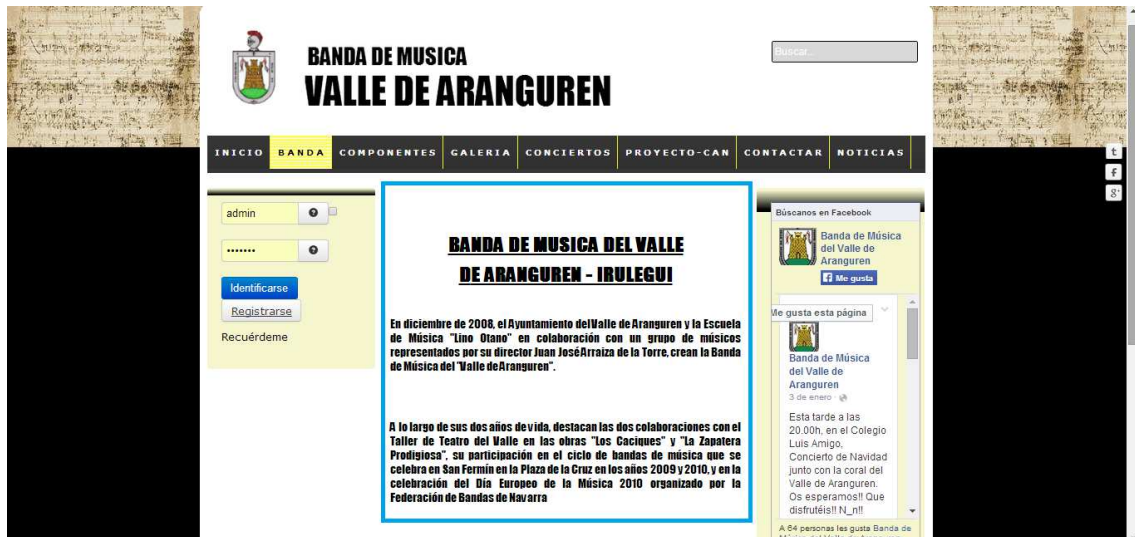 BANDA DE MUSICA
VALLE DE ARANGUREN
Buscar...
INICIO BANDA COMPONENTES GALERIA CONCIERTOS PROYECTO-CAN CONTACTAR NOTICIAS
t
f
g+
admin
•••••••
Identificarse
Registrarse
Recuérdeme
BANDA DE MUSICA DEL VALLE
DE ARANGUREN - IRULEGUI
En diciembre de 2008, el Ayuntamiento del Valle de Aranguren y la Escuela
de Música "Lino Otano" en colaboración con un grupo de músicos
representados por su director Juan José Arraiza de la Torre, crean la Banda
de Música del "Valle de Aranguren".
A lo largo de sus dos años de vida, destacan las dos colaboraciones con el
Taller de Teatro del Valle en las obras "Los Caciques" y "La Zapatera
Prodigiosa", su participación en el ciclo de bandas de música que se
celebra en San Fermín en la Plaza de la Cruz en los años 2009 y 2010, y en la
celebración del Día Europeo de la Música 2010 organizado por la
Federación de Bandas de Navarra
Búscanos en Facebook
Banda de Música
del Valle de
Aranguren
Me gusta
Me gusta esta página
Banda de Música
del Valle de
Aranguren
3 de enero
Esta tarde a las
20.00h, en el Colegio
Luis Amigo,
Concierto de Navidad
junto con la coral del
Valle de Aranguren.
Os esperamos!! Que
disfrutéis!! N_n!!
A 64 personas les gusta Banda de
Música del Valle de Aranguren